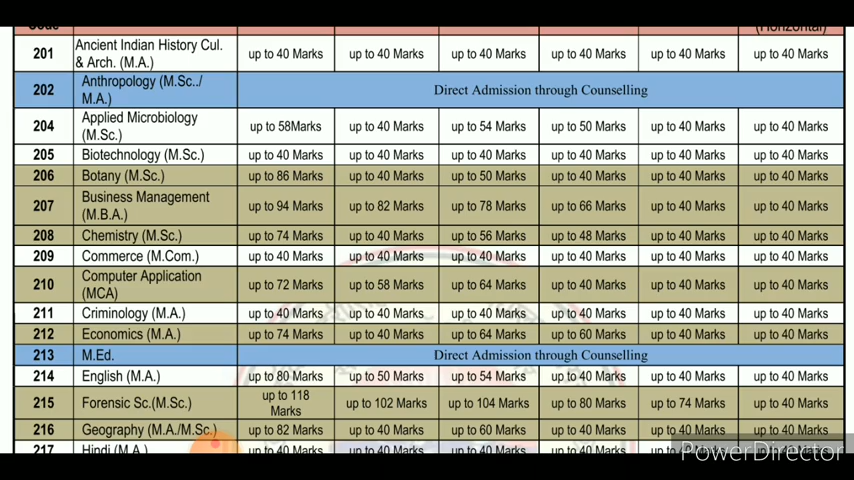 Code (Horizontal)
201 Ancient Indian History Cul. & Arch. (M.A.) up to 40 Marks up to 40 Marks up to 40 Marks up to 40 Marks up to 40 Marks up to 40 Marks
202 Anthropology (M.Sc../ M.A.) Direct Admission through Counselling
204 Applied Microbiology (M.Sc.) up to 58Marks up to 40 Marks up to 54 Marks up to 50 Marks up to 40 Marks up to 40 Marks
205 Biotechnology (M.Sc.) up to 40 Marks up to 40 Marks up to 40 Marks up to 40 Marks up to 40 Marks up to 40 Marks
206 Botany (M.Sc.) up to 86 Marks up to 40 Marks up to 50 Marks up to 40 Marks up to 40 Marks up to 40 Marks
207 Business Management (M.B.A.) up to 94 Marks up to 82 Marks up to 78 Marks up to 66 Marks up to 40 Marks up to 40 Marks
208 Chemistry (M.Sc.) up to 74 Marks up to 40 Marks up to 56 Marks up to 48 Marks up to 40 Marks up to 40 Marks
209 Commerce (M.Com.) up to 40 Marks up to 40 Marks up to 40 Marks up to 40 Marks up to 40 Marks up to 40 Marks
210 Computer Application (MCA) up to 72 Marks up to 58 Marks up to 64 Marks up to 40 Marks up to 40 Marks up to 40 Marks
211 Criminology (M.A.) up to 40 Marks up to 40 Marks up to 40 Marks up to 40 Marks up to 40 Marks up to 40 Marks
212 Economics (M.A.) up to 74 Marks up to 40 Marks up to 64 Marks up to 60 Marks up to 40 Marks up to 40 Marks
213 M.Ed. Direct Admission through Counselling
214 English (M.A.) up to 80 Marks up to 50 Marks up to 54 Marks up to 40 Marks up to 40 Marks up to 40 Marks
215 Forensic Sc.(M.Sc.) up to 118 Marks up to 102 Marks up to 104 Marks up to 80 Marks up to 74 Marks up to 40 Marks
216 Geography (M.A./M.Sc.) up to 82 Marks up to 40 Marks up to 60 Marks up to 40 Marks up to 40 Marks up to 40 Marks
217 Hindi (M.A.) up to 40 Marks up to 40 Marks up to 40 Marks up to 40 Marks up to 40 Marks
PowerDirector